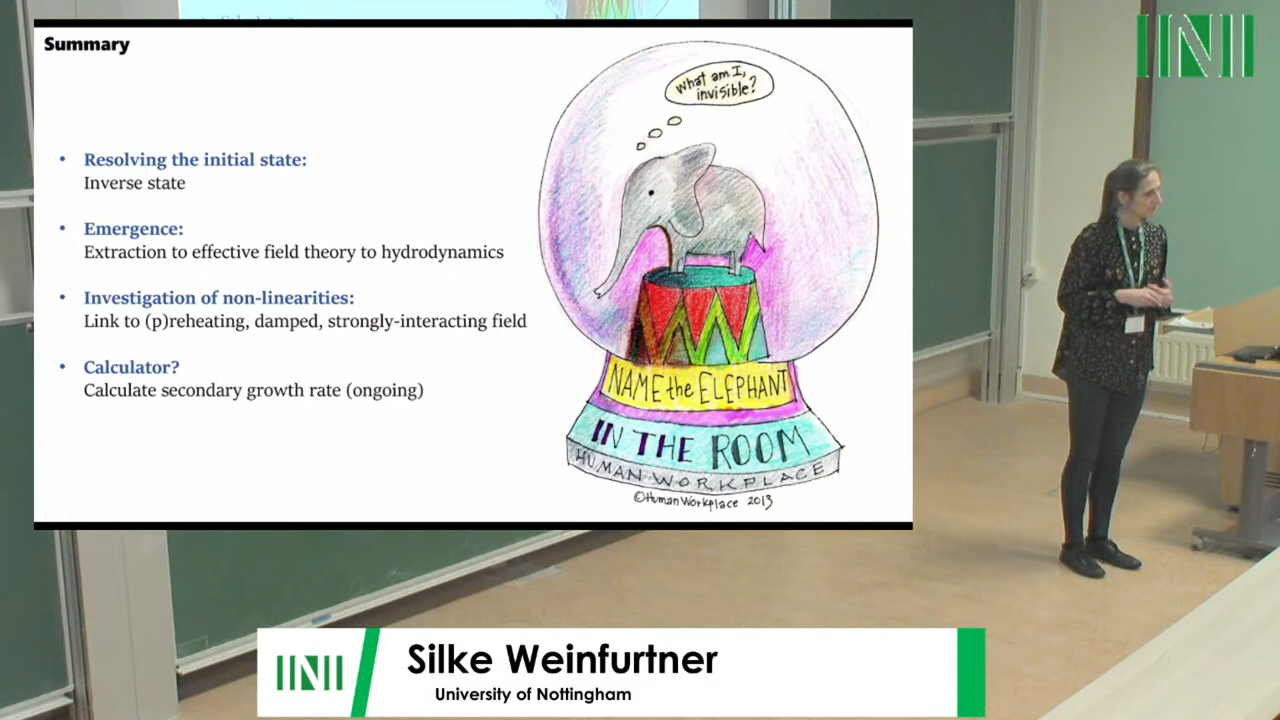 Summary
What am I,
invisible?
• Resolving the initial state:
Inverse state
• Emergence:
Extraction to effective field theory to hydrodynamics
• Investigation of non-linearities:
Link to (p)reheating, damped, strongly-interacting field
• Calculator?
Calculate secondary growth rate (ongoing)
NAME the ELEPHANT
IN THE ROOM
HUMAN WORKPLACE
©Human Workplace 2013
INI
INI
Silke Weinfurtner
University of Nottingham